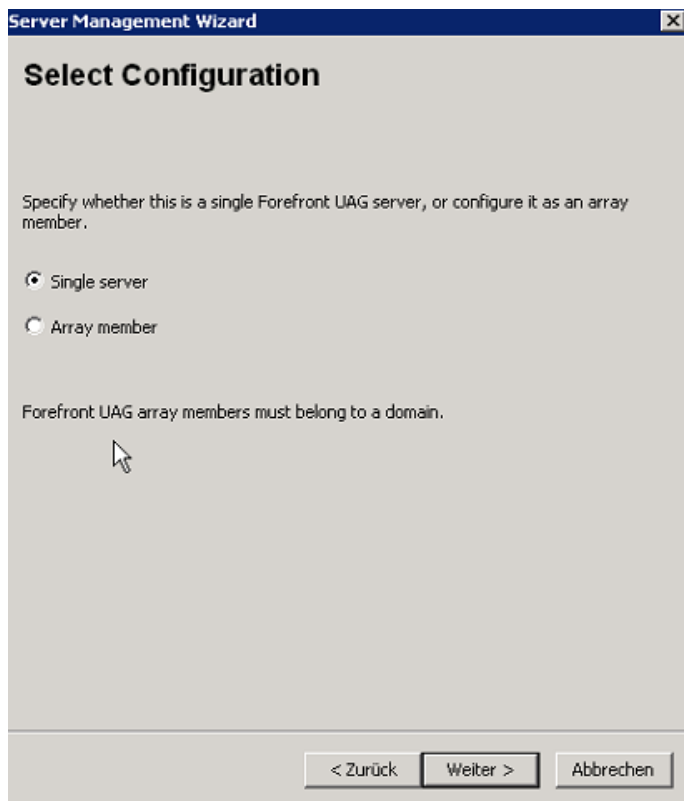 Server Management Wizard
Select Configuration
Specify whether this is a single Forefront UAG server, or configure it as an array
member.
Single server
Array member
Forefront UAG array members must belong to a domain.
< Zurück
Weiter >
Abbrechen